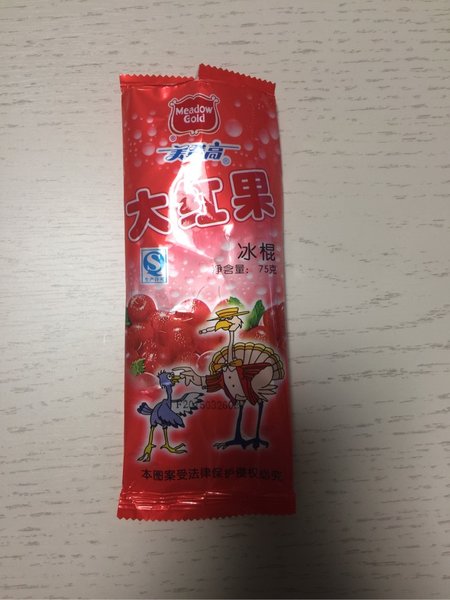 Meadow
Gold
美登高
大红果
冰棍
净含量: 75克
本图案受法律保护侵权必究